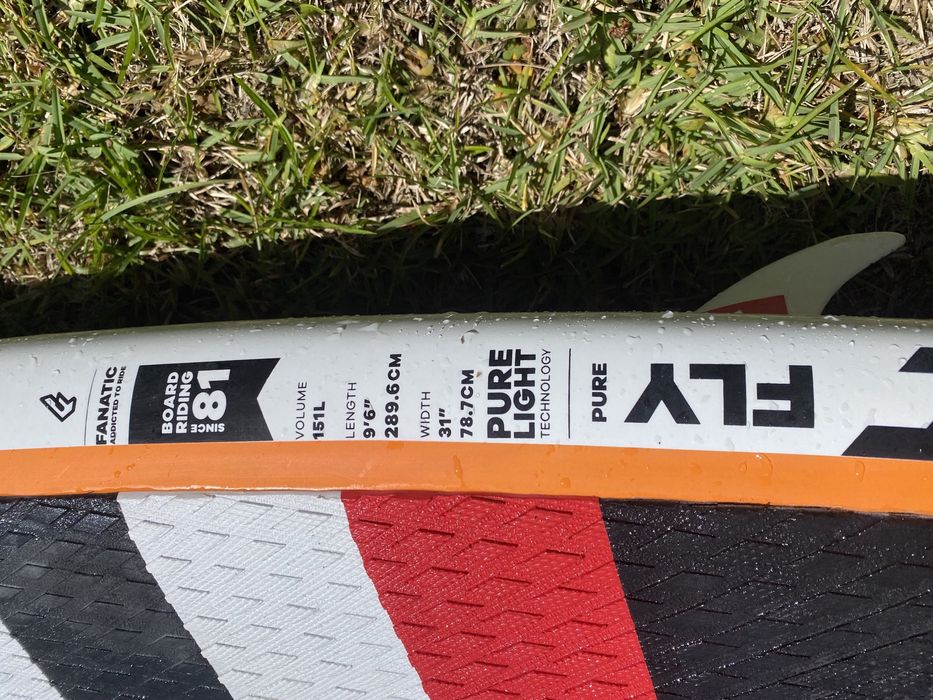 FANATIC
ADDICTED TO RIDE
BOARD
RIDING
SINCE 81
VOLUME
151L
LENGTH
9'6"
289.6CM
WIDTH
31"
78.7CM
PURE
LIGHT
TECHNOLOGY
PURE
FLY